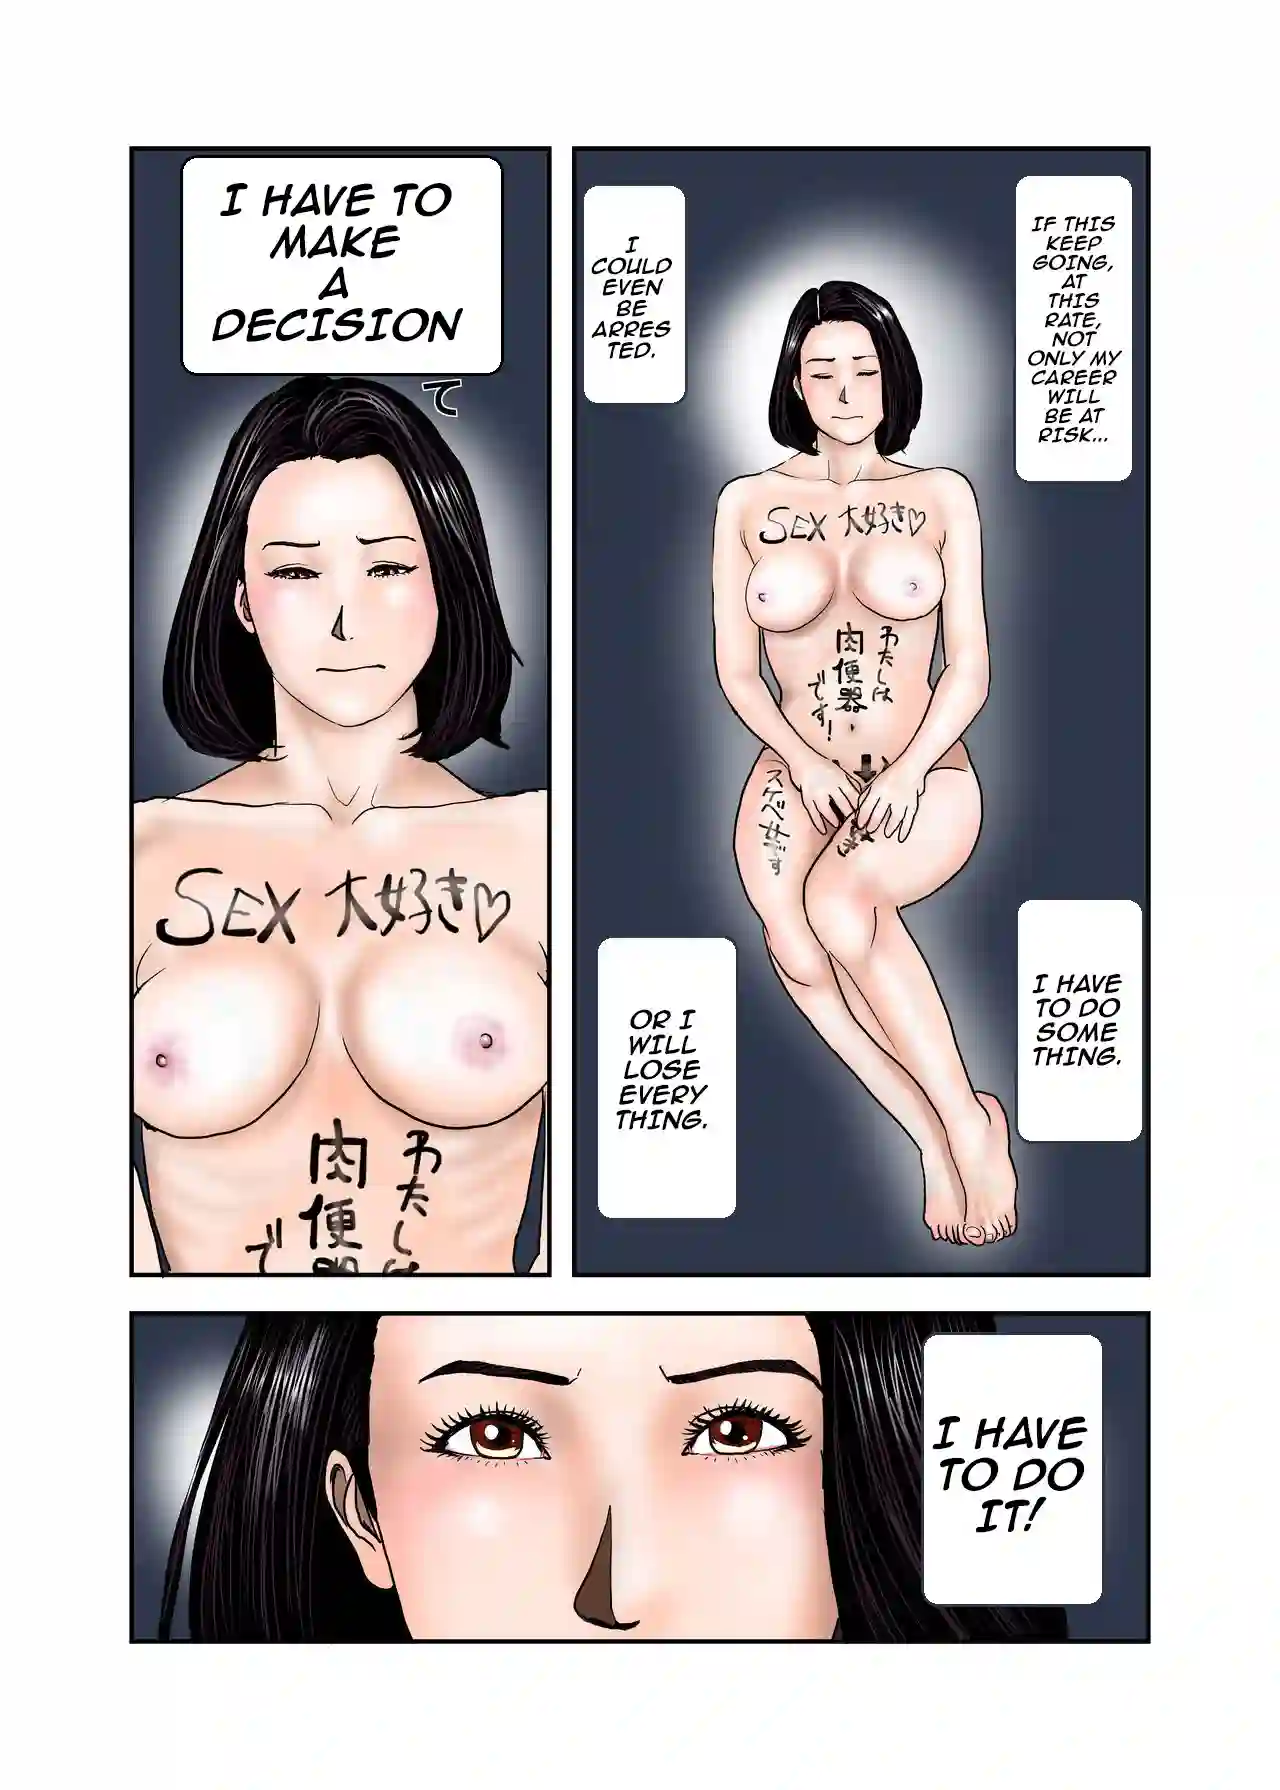 IF THIS
KEEP
GOING,
AT
THIS
RATE,
NOT
ONLY MY
CAREER
WILL
BE AT
RISK...
I
COULD
EVEN
BE
ARRES
TED.
SEX 大好き♡
わたしは
肉便器
です!
スケベ女です
I HAVE
TO DO
SOME
THING.
OR I
WILL
LOSE
EVERY
THING.
I HAVE TO
MAKE
A
DECISION
て
SEX 大好き♡
わたしは
肉便器
で
I HAVE
TO DO
IT!